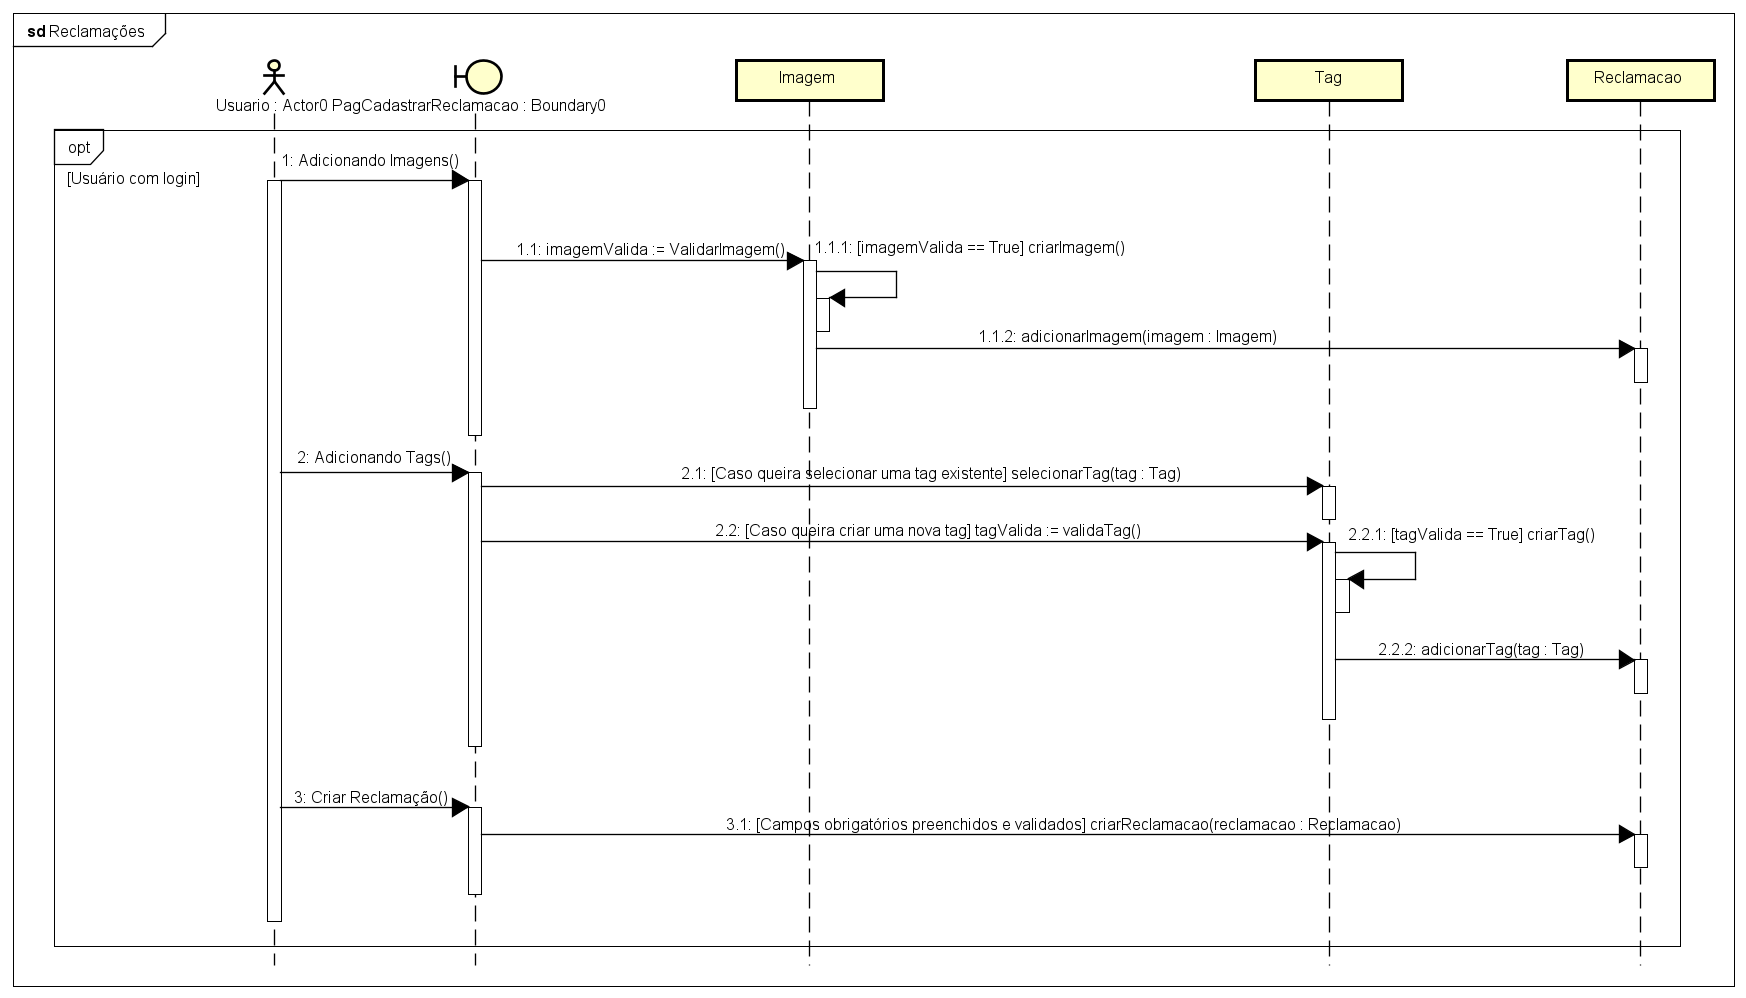 sd Reclamações
Imagem
Tag
Reclamacao
Usuario : Actor0
PagCadastrarReclamacao : Boundary0
opt
[Usuário com login]
1: Adicionando Imagens()
1.1: imagemValida := ValidarImagem()
1.1.1: [imagemValida == True] criarImagem()
1.1.2: adicionarImagem(imagem : Imagem)
2: Adicionando Tags()
2.1: [Caso queira selecionar uma tag existente] selecionarTag(tag : Tag)
2.2: [Caso queira criar uma nova tag] tagValida := validaTag()
2.2.1: [tagValida == True] criarTag()
2.2.2: adicionarTag(tag : Tag)
3: Criar Reclamação()
3.1: [Campos obrigatórios preenchidos e validados] criarReclamacao(reclamacao : Reclamacao)